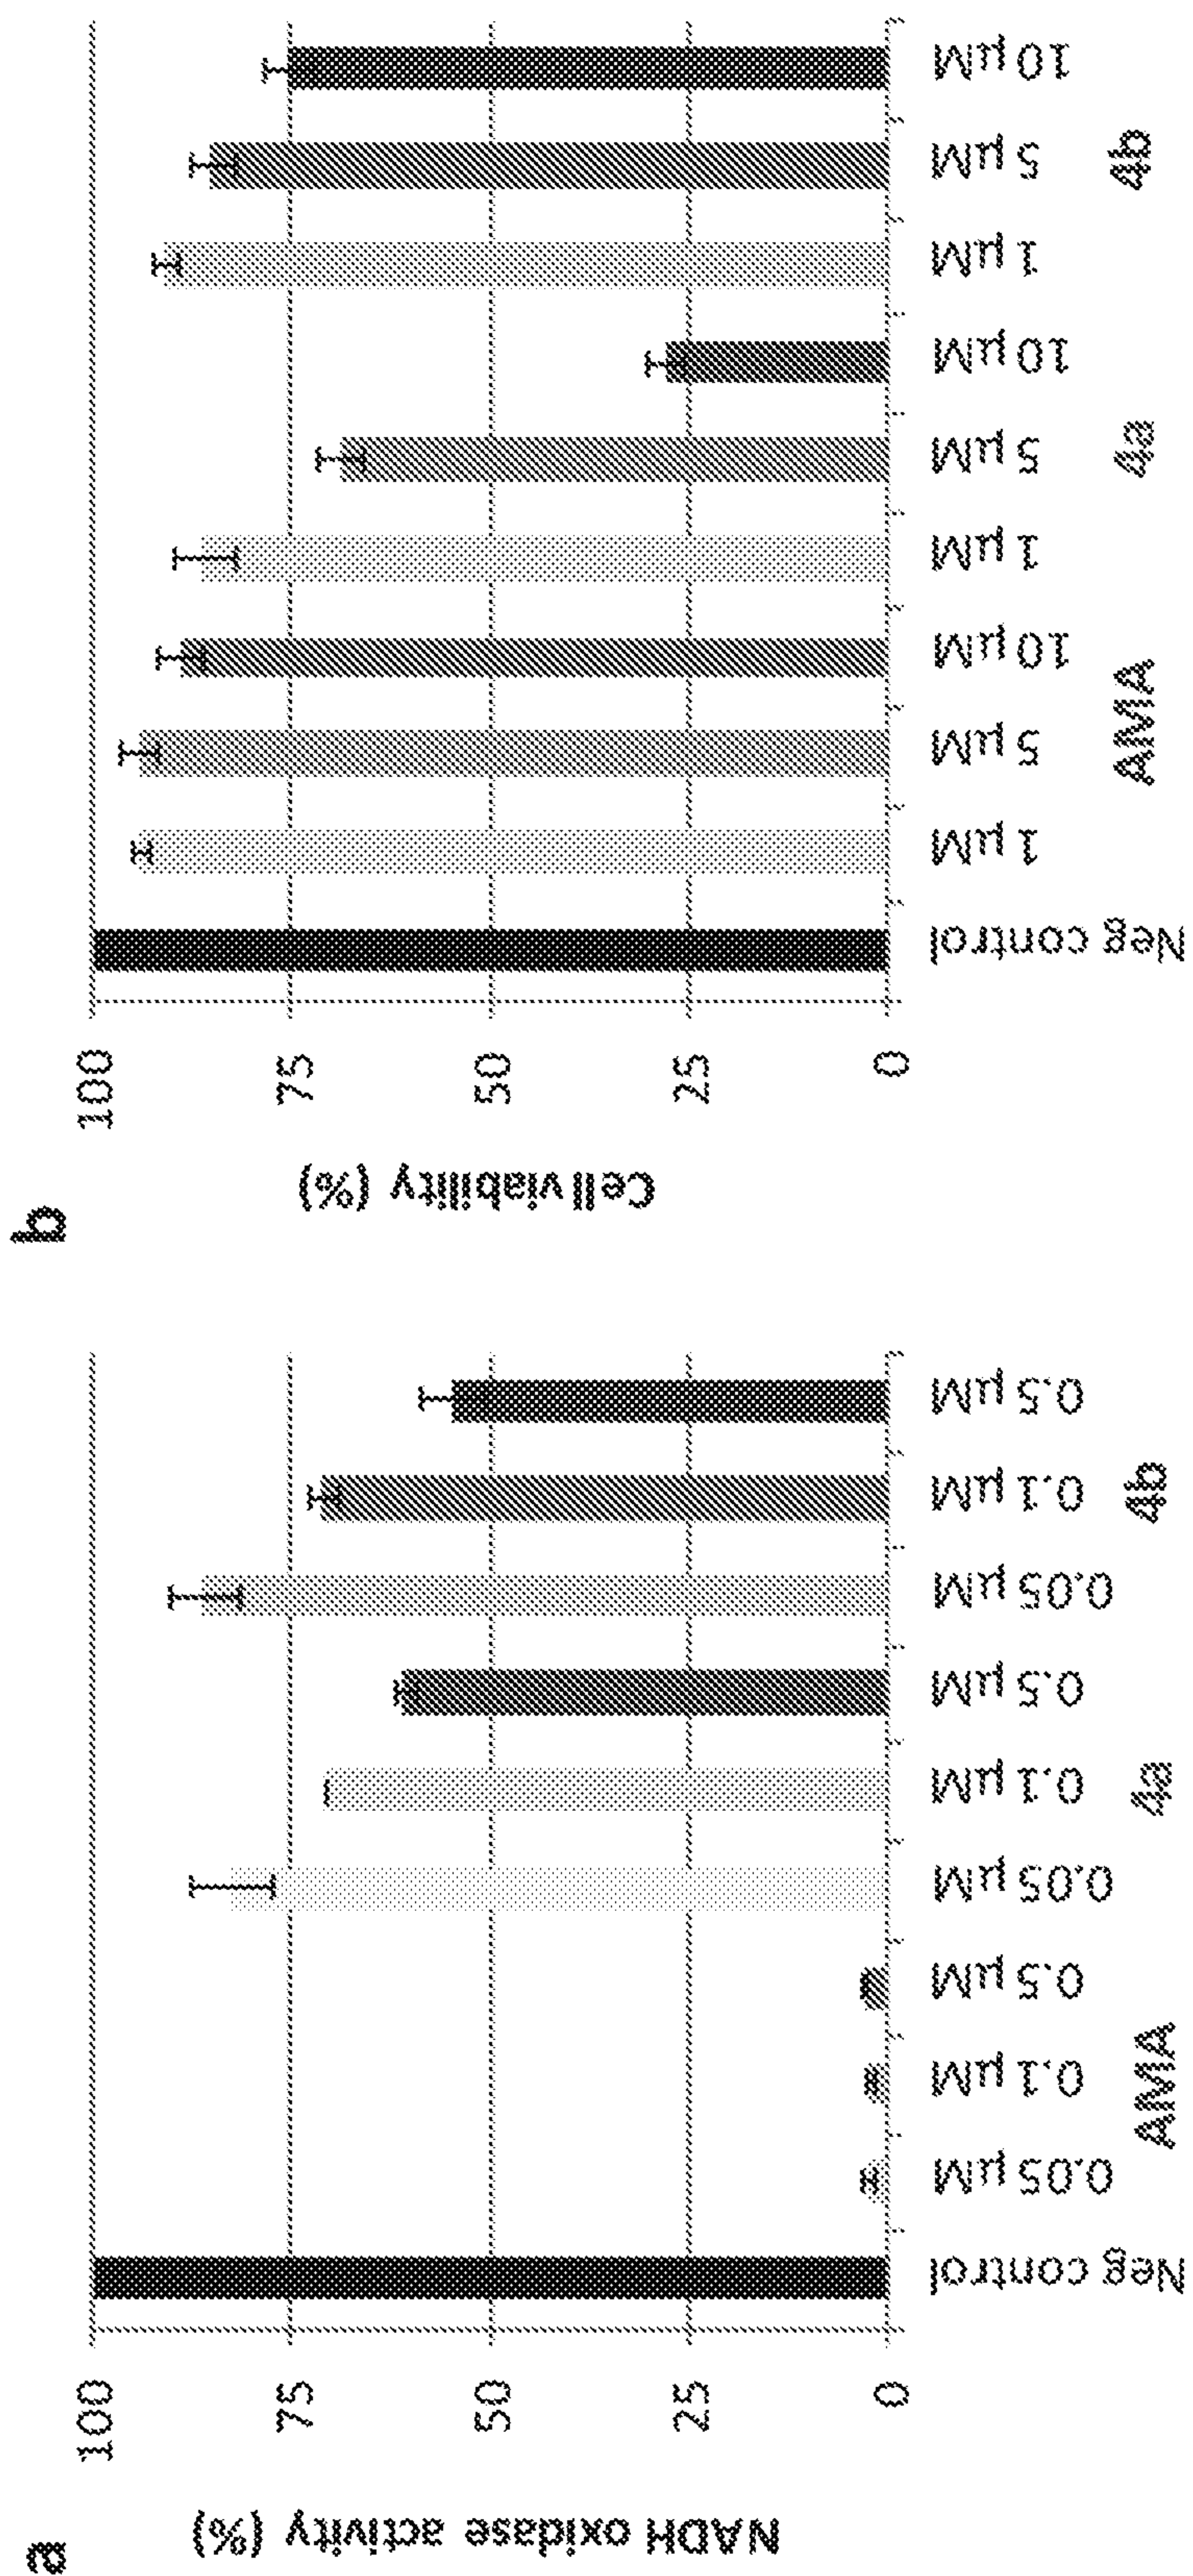 a
NADH oxidase activity (%)
100
75
50
25
0
Neg control
0.05 µM
0.1 µM
0.5 µM
0.05 µM
0.1 µM
0.5 µM
0.05 µM
0.1 µM
0.5 µM
AMA
4a
4b
b
Cell viability (%)
100
75
50
25
0
Neg control
1 µM
5 µM
10 µM
1 µM
5 µM
10 µM
1 µM
5 µM
10 µM
AMA
4a
4b